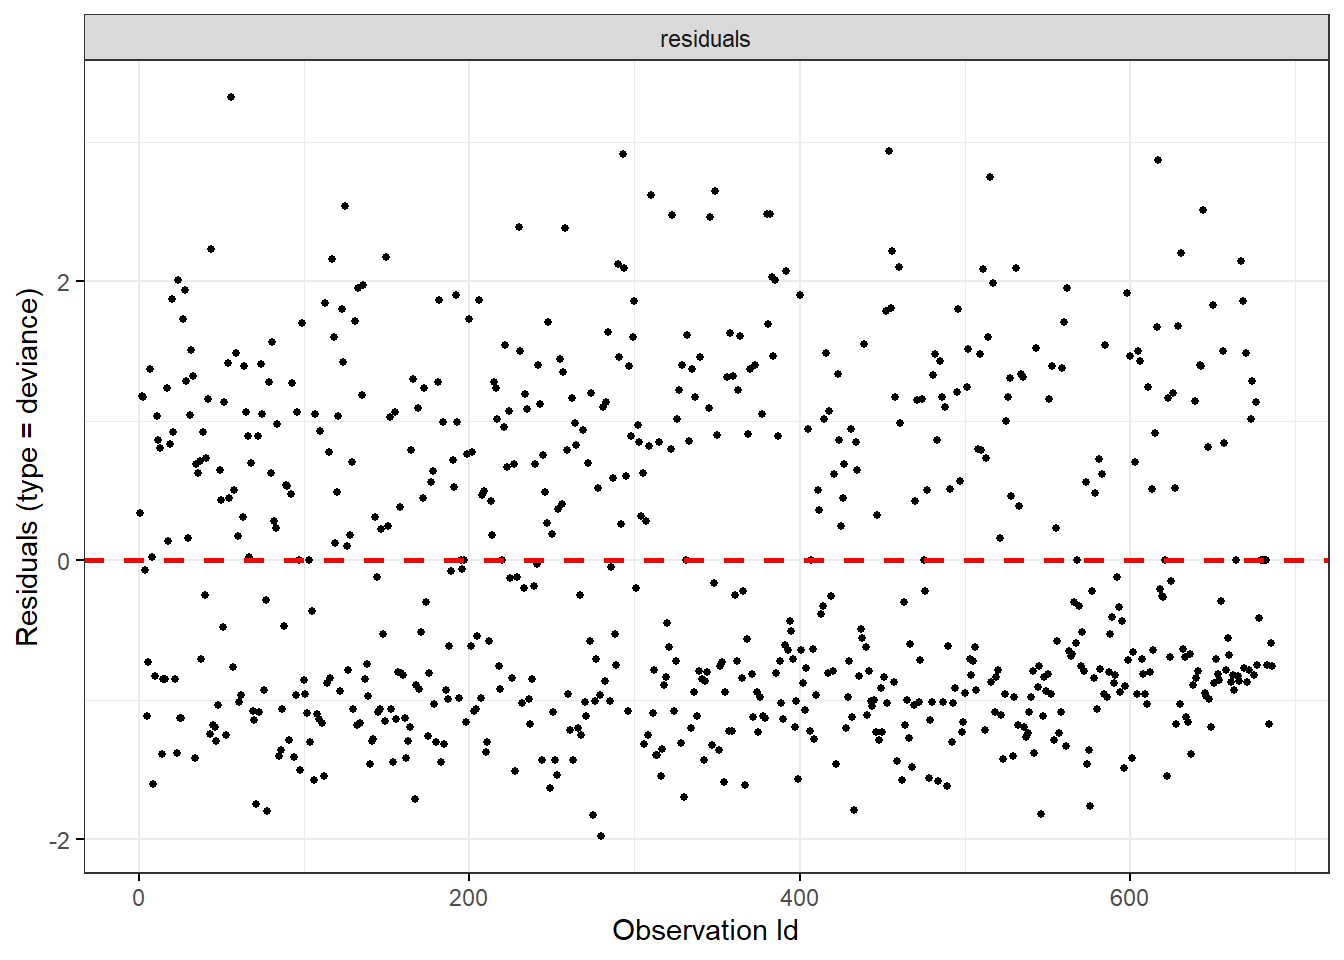 residuals
Residuals (type = deviance)
2
0
-2
0
200
400
600
Observation Id